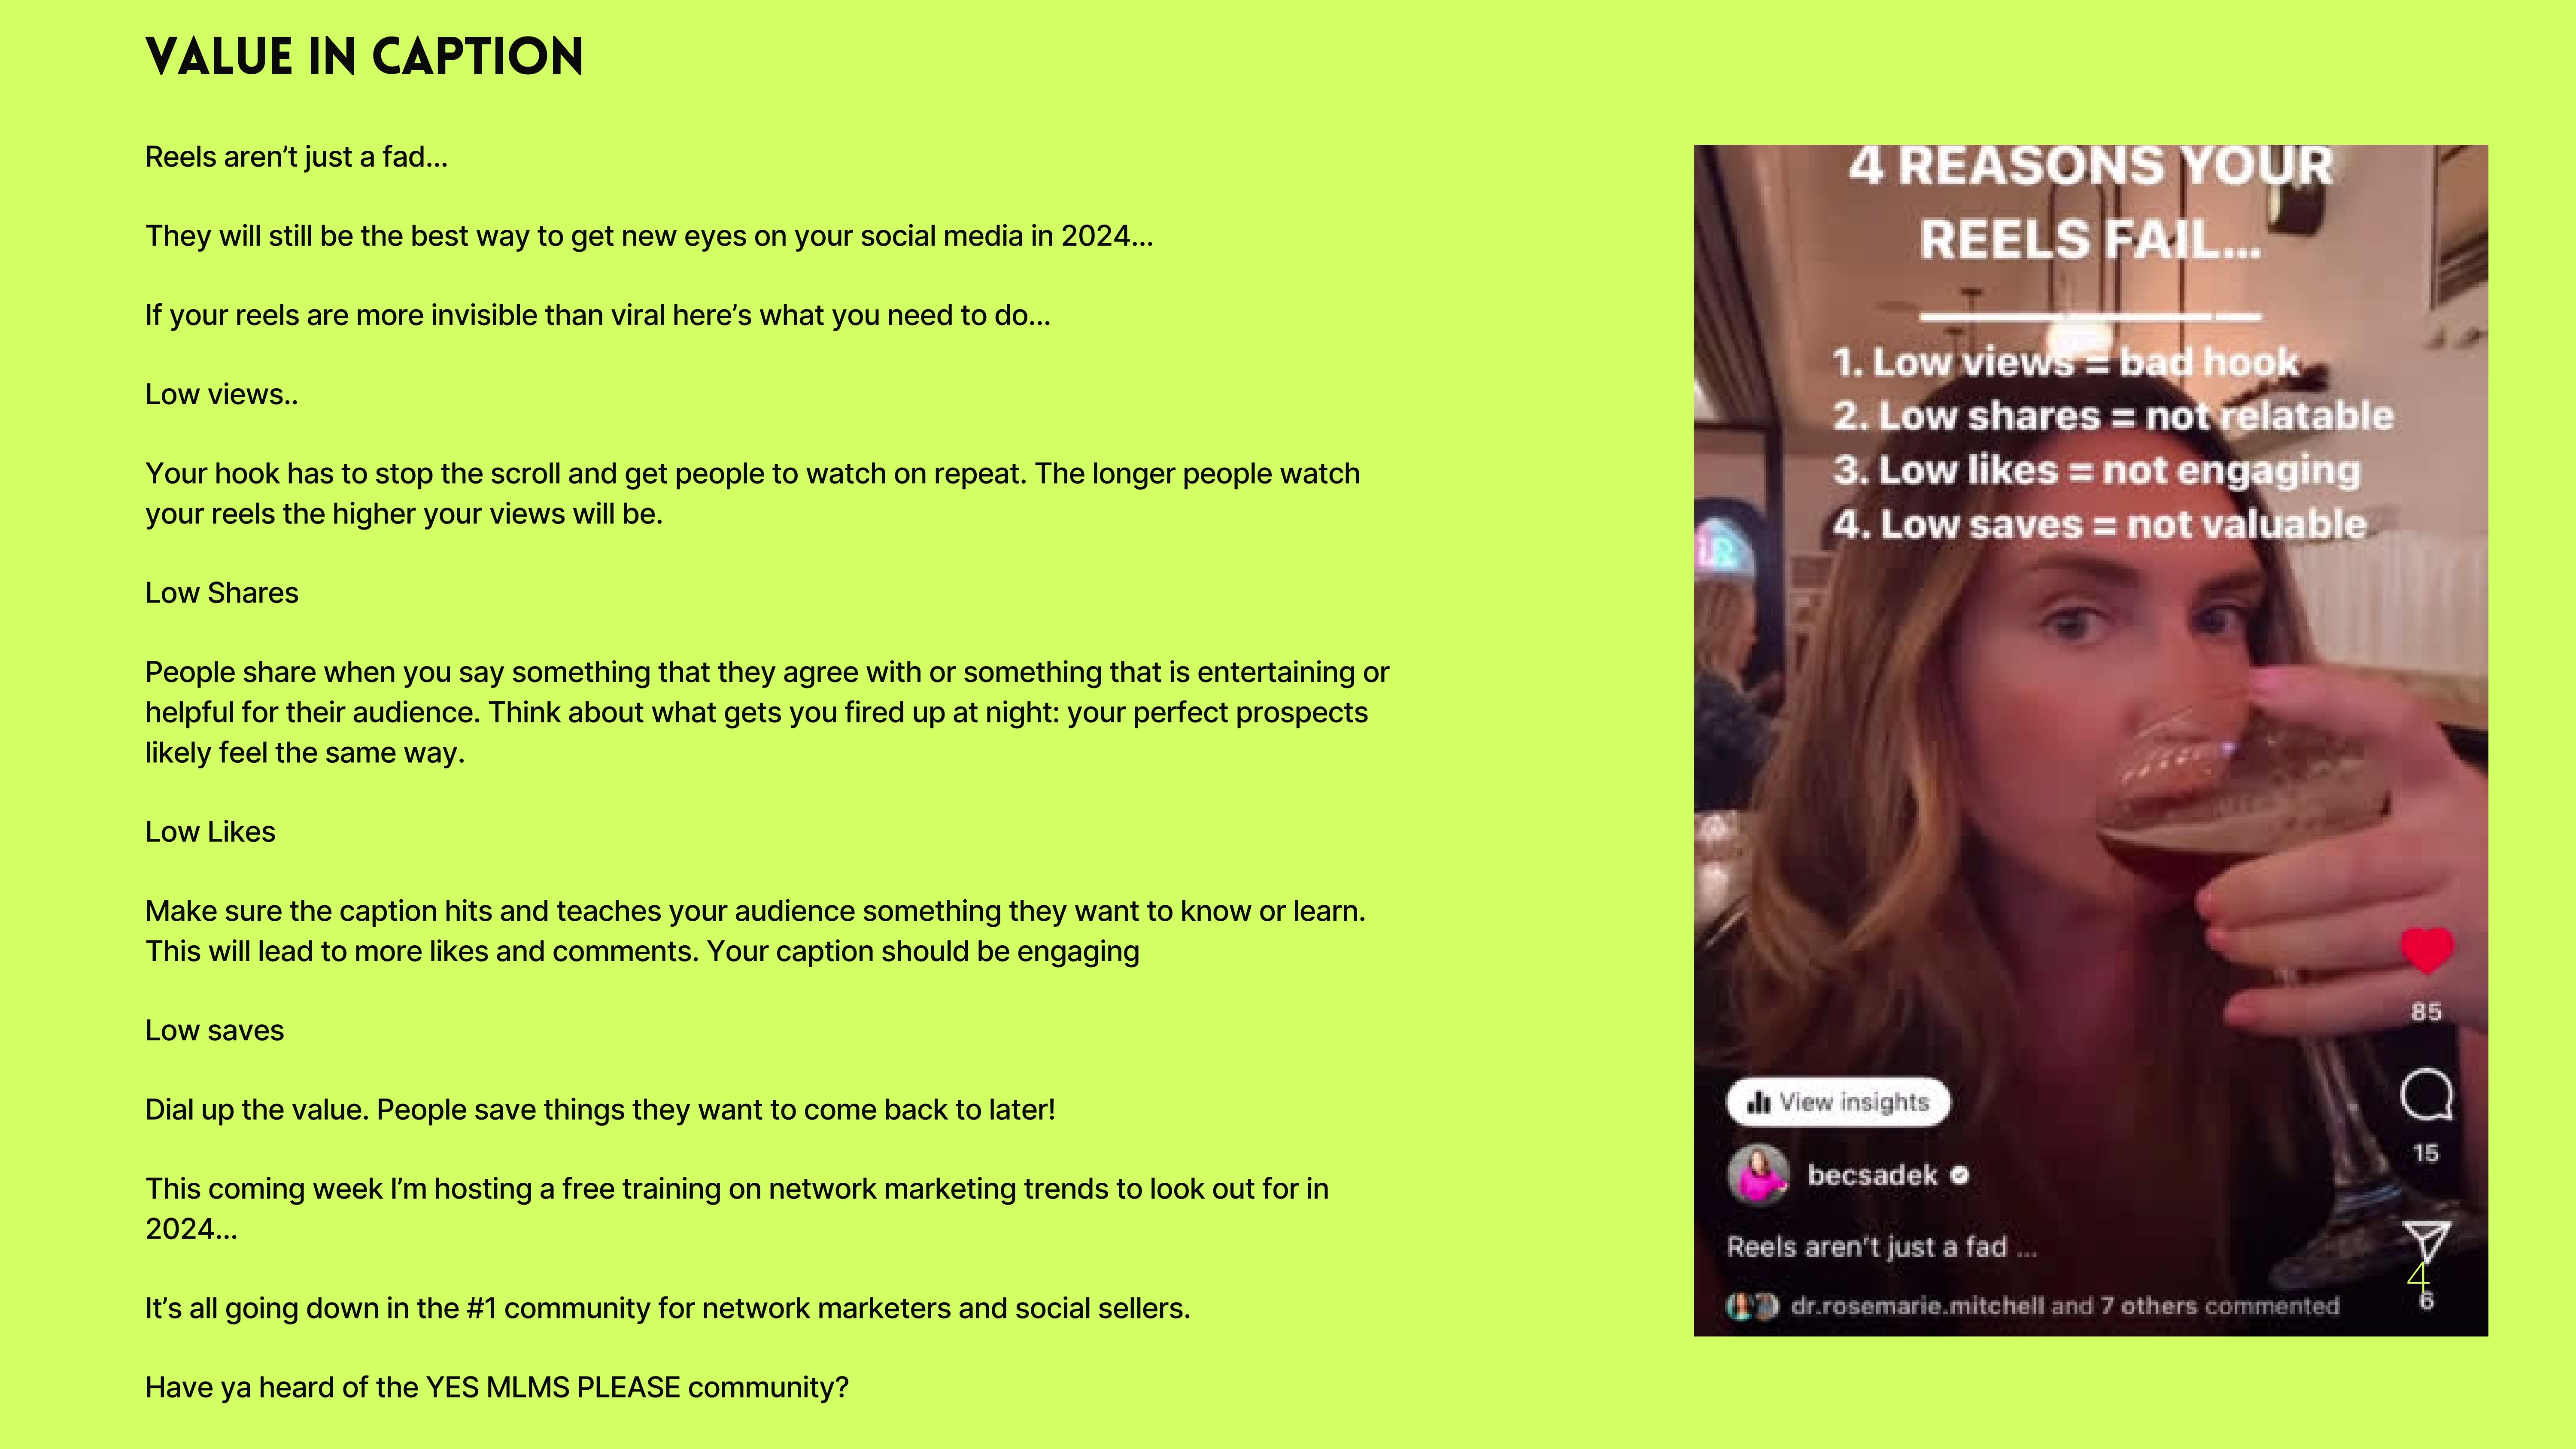 VALUE IN CAPTION
Reels aren’t just a fad...
They will still be the best way to get new eyes on your social media in 2024...
If your reels are more invisible than viral here’s what you need to do...
Low views..
Your hook has to stop the scroll and get people to watch on repeat. The longer people watch
your reels the higher your views will be.
Low Shares
People share when you say something that they agree with or something that is entertaining or
helpful for their audience. Think about what gets you fired up at night: your perfect prospects
likely feel the same way.
Low Likes
Make sure the caption hits and teaches your audience something they want to know or learn.
This will lead to more likes and comments. Your caption should be engaging
Low saves
Dial up the value. People save things they want to come back to later!
This coming week I’m hosting a free training on network marketing trends to look out for in
2024...
It’s all going down in the #1 community for network marketers and social sellers.
Have ya heard of the YES MLMS PLEASE community?
4 REASONS YOUR
REELS FAIL...
1. Low views = bad hook
2. Low shares = not relatable
3. Low likes = not engaging
4. Low saves = not valuable
85
View insights
15
becsadek
Reels aren’t just a fad ...
4
6
dr.rosemarie.mitchell and 7 others commented